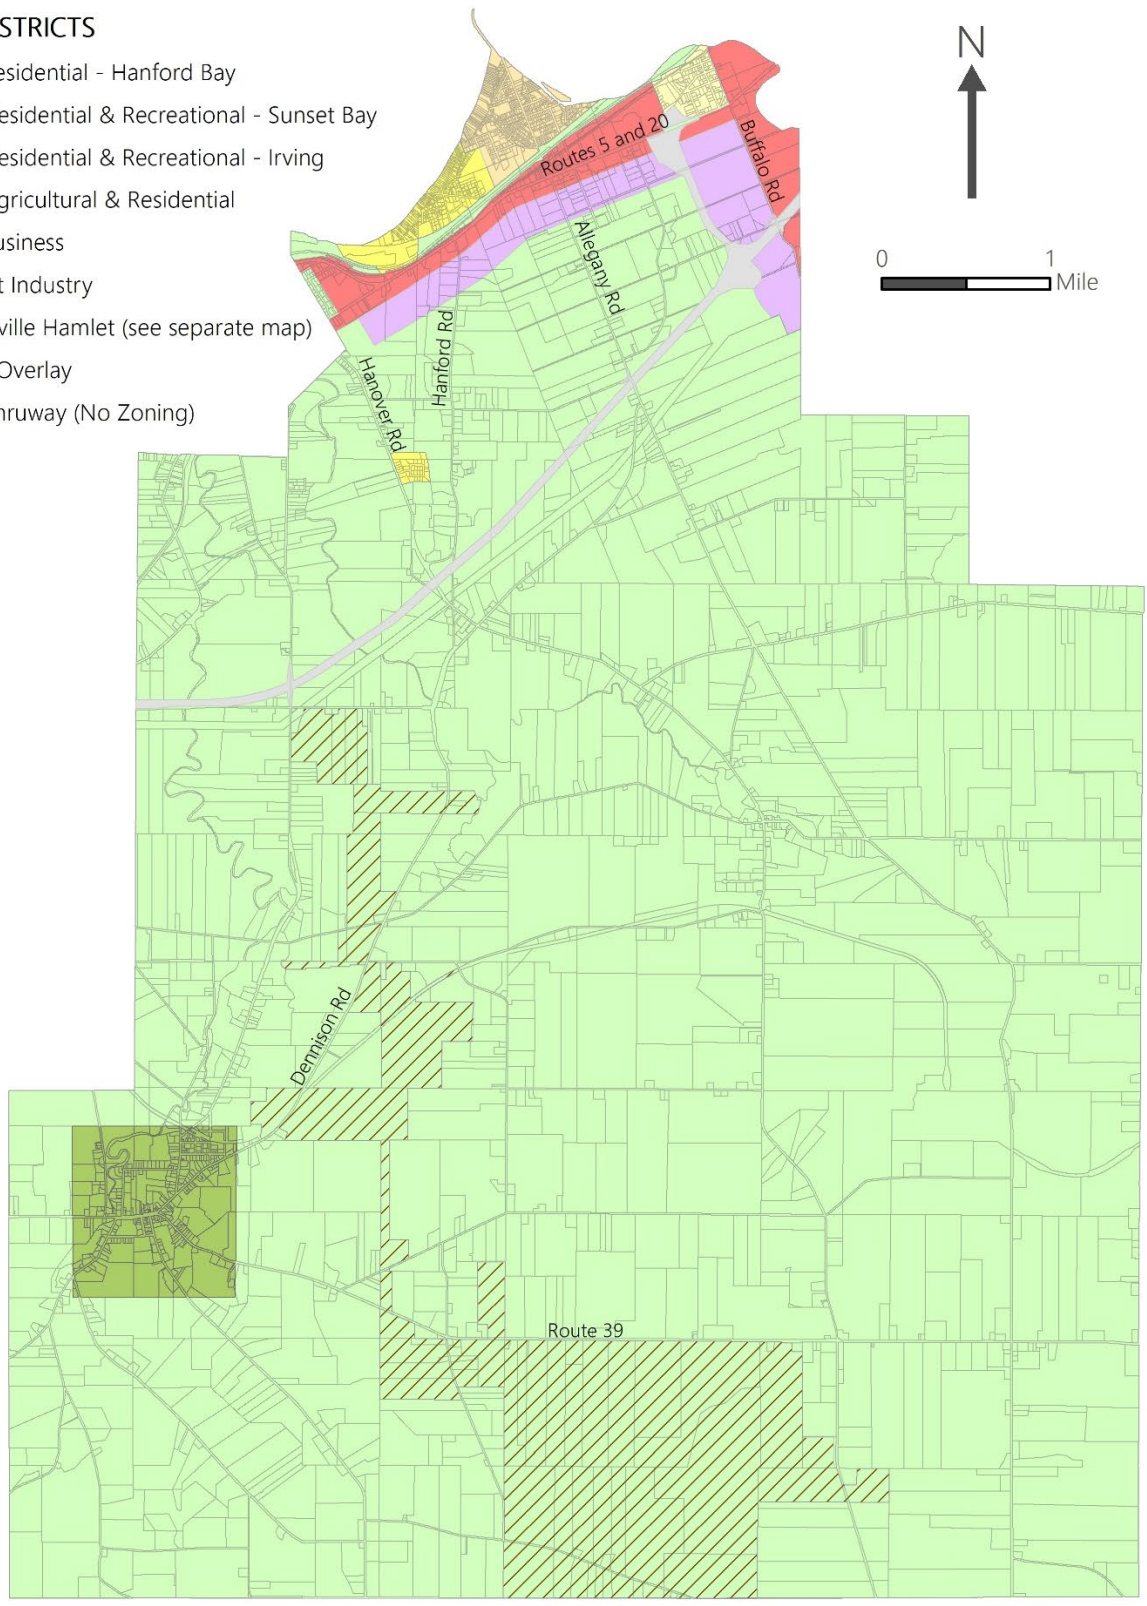 STRICTS
esidential - Hanford Bay
esidential & Recreational - Sunset Bay
esidential & Recreational - Irving
gricultural & Residential
usiness
t Industry
ville Hamlet (see separate map)
Overlay
hruway (No Zoning)
N
0 1
Mile
Routes 5 and 20
Buffalo Rd
Allegany Rd
Hanford Rd
Hanover Rd
Dennison Rd
Route 39